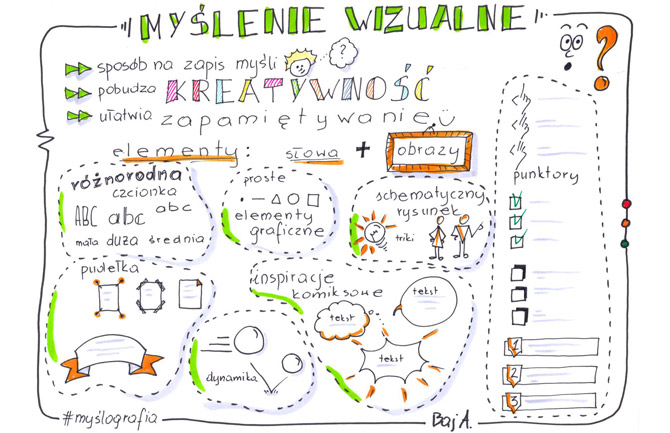 MYŚLENIE WIZUALNE
sposób na zapis myśli
?
?
pobudza KREATYWNOŚĆ
ułatwia zapamiętywanie
elementy: słowa + obrazy
punktory
różnorodna
czcionka
ABC abc abc
mała duża średnia
proste
elementy
graficzne
schematyczny
rysunek
triki
pudełka
inspiracje
komiksowe
tekst
tekst
tekst
dynamika
1
2
3
#myślografia
Baj A.